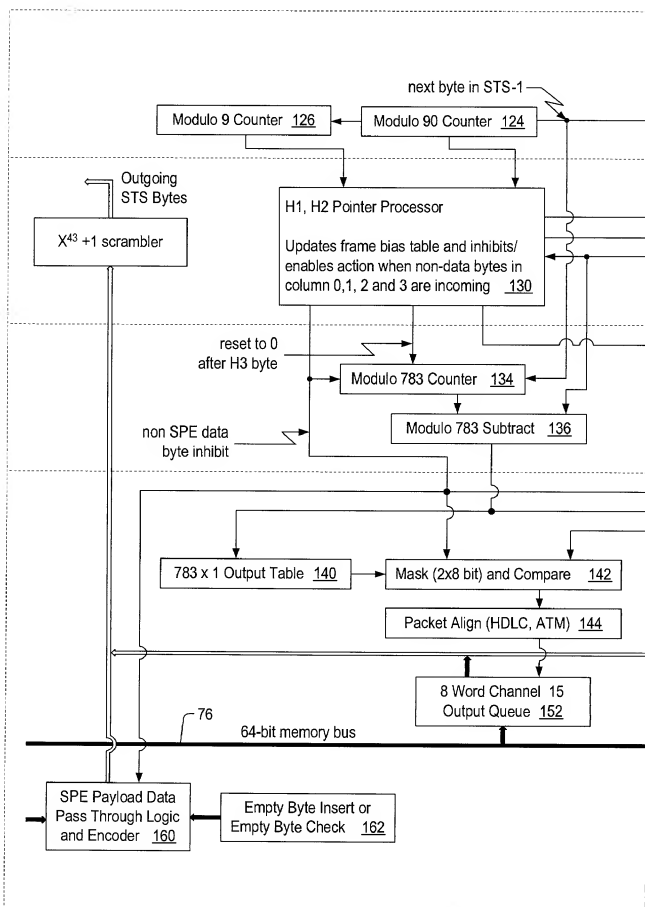 next byte in STS-1
Modulo 9 Counter 126
Modulo 90 Counter 124
Outgoing
STS Bytes
X43 +1 scrambler
H1, H2 Pointer Processor
Updates frame bias table and inhibits/
enables action when non-data bytes in
column 0,1, 2 and 3 are incoming 130
reset to 0
after H3 byte
Modulo 783 Counter 134
Modulo 783 Subtract 136
non SPE data
byte inhibit
783 x 1 Output Table 140
Mask (2x8 bit) and Compare 142
Packet Align (HDLC, ATM) 144
8 Word Channel 15
Output Queue 152
76
64-bit memory bus
SPE Payload Data
Pass Through Logic
and Encoder 160
Empty Byte Insert or
Empty Byte Check 162